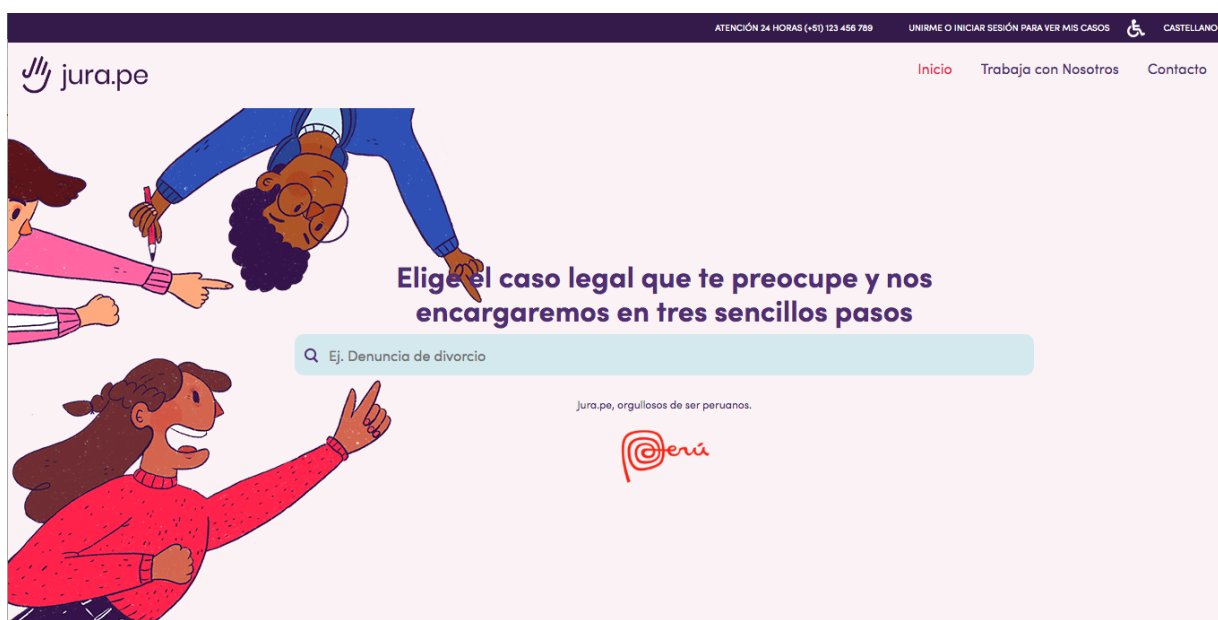 ATENCIÓN 24 HORAS (+51) 123 456 789 UNIRME O INICIAR SESIÓN PARA VER MIS CASOS CASTELLANO
jura.pe
Inicio Trabaja con Nosotros Contacto
Elige el caso legal que te preocupe y nos
encargaremos en tres sencillos pasos
Ej. Denuncia de divorcio
Jura.pe, orgullosos de ser peruanos.
Perú